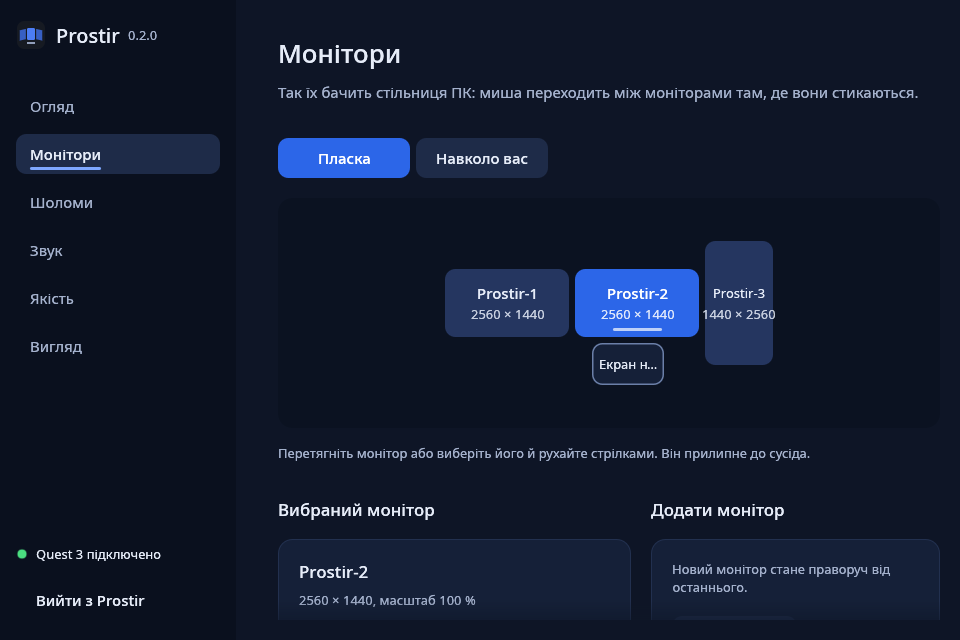 Prostir 0.2.0
Огляд
Монітори
Шоломи
Звук
Якість
Вигляд
Quest 3 підключено
Вийти з Prostir
Монітори
Так їх бачить стільниця ПК: миша переходить між моніторами там, де вони стикаються.
Пласка
Навколо вас
Prostir-1
2560 × 1440
Prostir-2
2560 × 1440
Prostir-3
1440 × 2560
Екран н…
Перетягніть монітор або виберіть його й рухайте стрілками. Він прилипне до сусіда.
Вибраний монітор
Prostir-2
2560 × 1440, масштаб 100 %
Додати монітор
Новий монітор стане праворуч від
останнього.